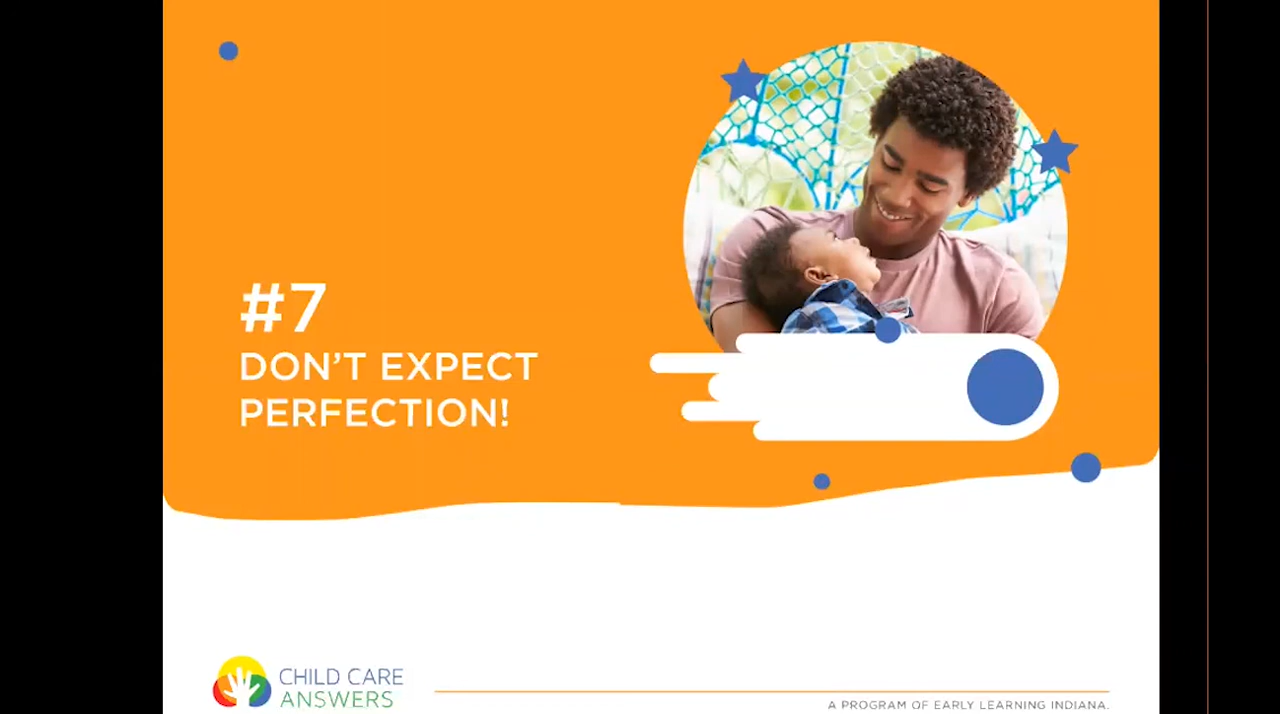 #7
DON'T EXPECT
PERFECTION!
CHILD CARE
ANSWERS
A PROGRAM OF EARLY LEARNING INDIANA.